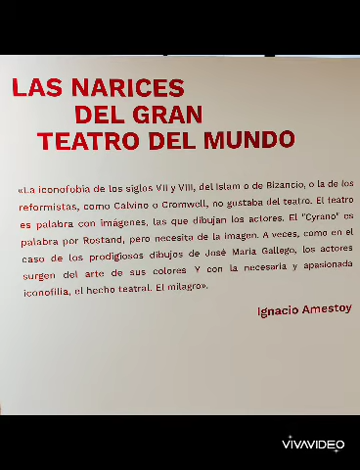 LAS NARICES
DEL GRAN
TEATRO DEL MUNDO
«La iconofobia de los siglos VII y VIII, del Islam o de Bizancio, o la de los
reformistas, como Calvino o Cromwell, no gustaba del teatro. El teatro
es palabra con imágenes, las que dibujan los actores. El "Cyrano" es
palabra por Rostand, pero necesita de la imagen. A veces, como en el
caso de los prodigiosos dibujos de José María Gallego, los actores
surgen del arte de sus colores Y con la necesaria y apasionada
iconofilia, el hecho teatral. El milagro».
Ignacio Amestoy
VIVAVIDEO